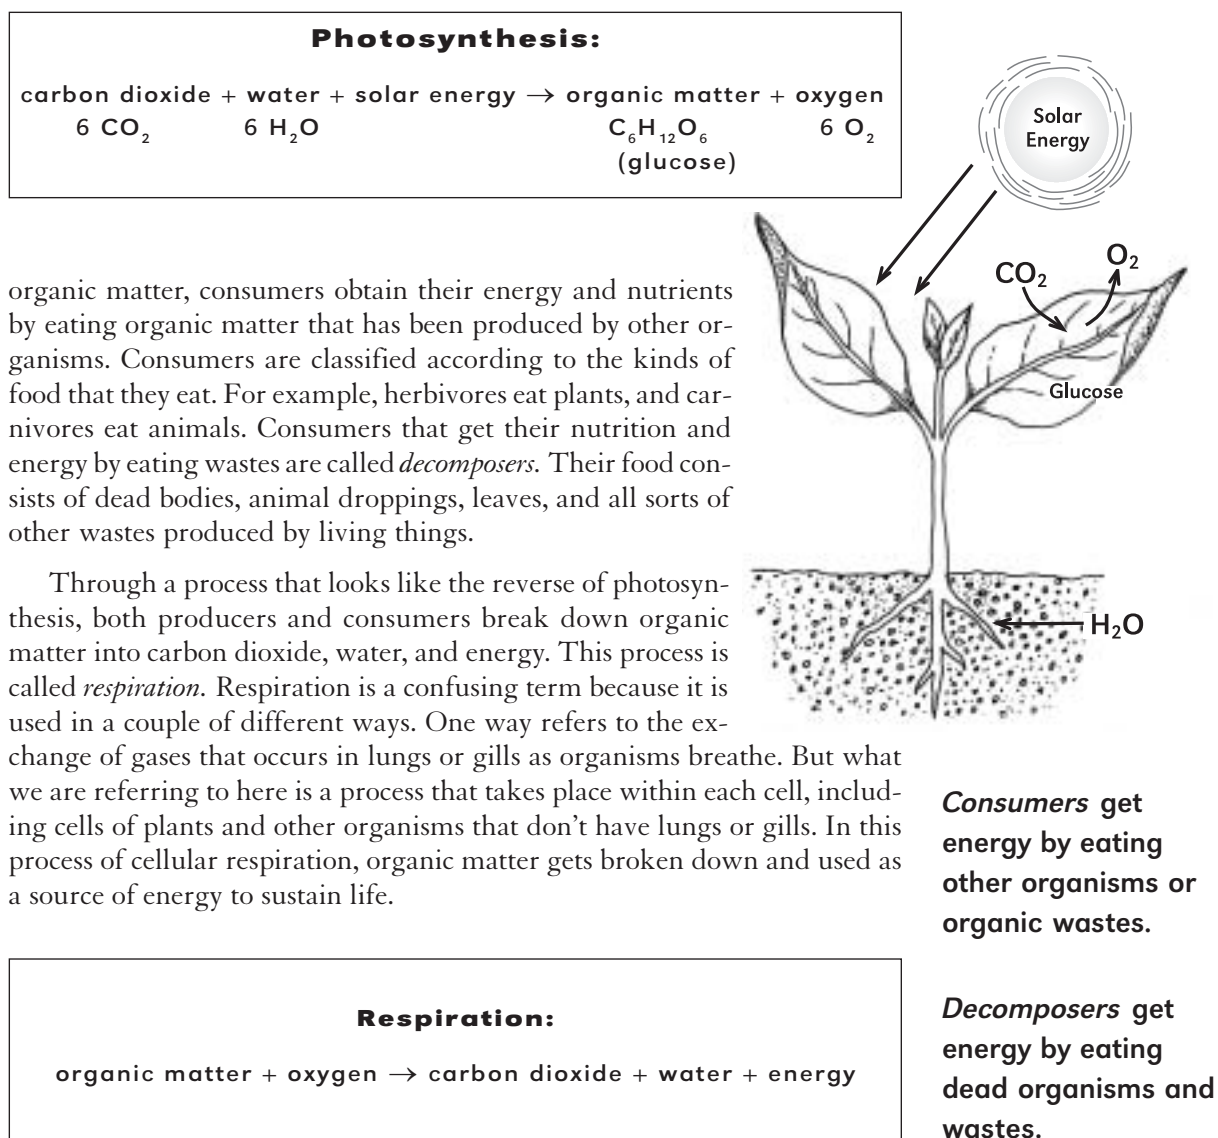 Photosynthesis:
carbon dioxide + water + solar energy → organic matter + oxygen
6 CO₂ 6 H₂O C₆H₁₂O₆ 6 O₂
(glucose)
Solar
Energy
CO₂
O₂
Glucose
H₂O
organic matter, consumers obtain their energy and nutrients
by eating organic matter that has been produced by other or-
ganisms. Consumers are classified according to the kinds of
food that they eat. For example, herbivores eat plants, and car-
nivores eat animals. Consumers that get their nutrition and
energy by eating wastes are called decomposers. Their food con-
sists of dead bodies, animal droppings, leaves, and all sorts of
other wastes produced by living things.
Through a process that looks like the reverse of photosyn-
thesis, both producers and consumers break down organic
matter into carbon dioxide, water, and energy. This process is
called respiration. Respiration is a confusing term because it is
used in a couple of different ways. One way refers to the ex-
change of gases that occurs in lungs or gills as organisms breathe. But what
we are referring to here is a process that takes place within each cell, includ-
ing cells of plants and other organisms that don't have lungs or gills. In this
process of cellular respiration, organic matter gets broken down and used as
a source of energy to sustain life.
Consumers get
energy by eating
other organisms or
organic wastes.
Respiration:
organic matter + oxygen → carbon dioxide + water + energy
Decomposers get
energy by eating
dead organisms and
wastes.